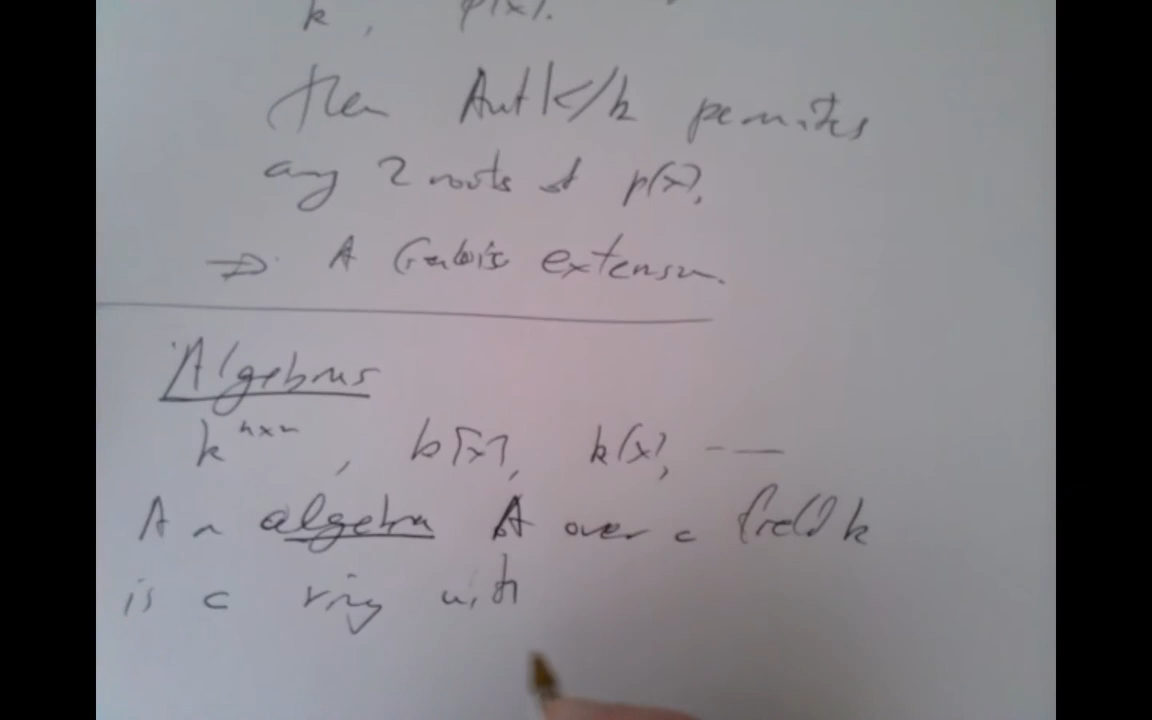 k, p(x).
then Aut K/k permutes
any 2 roots of p(x).
⇒ A Galois extension.
Algebras
k^{n×n}, k[x], k(x), ---
An algebra A over a field k
is a ring with